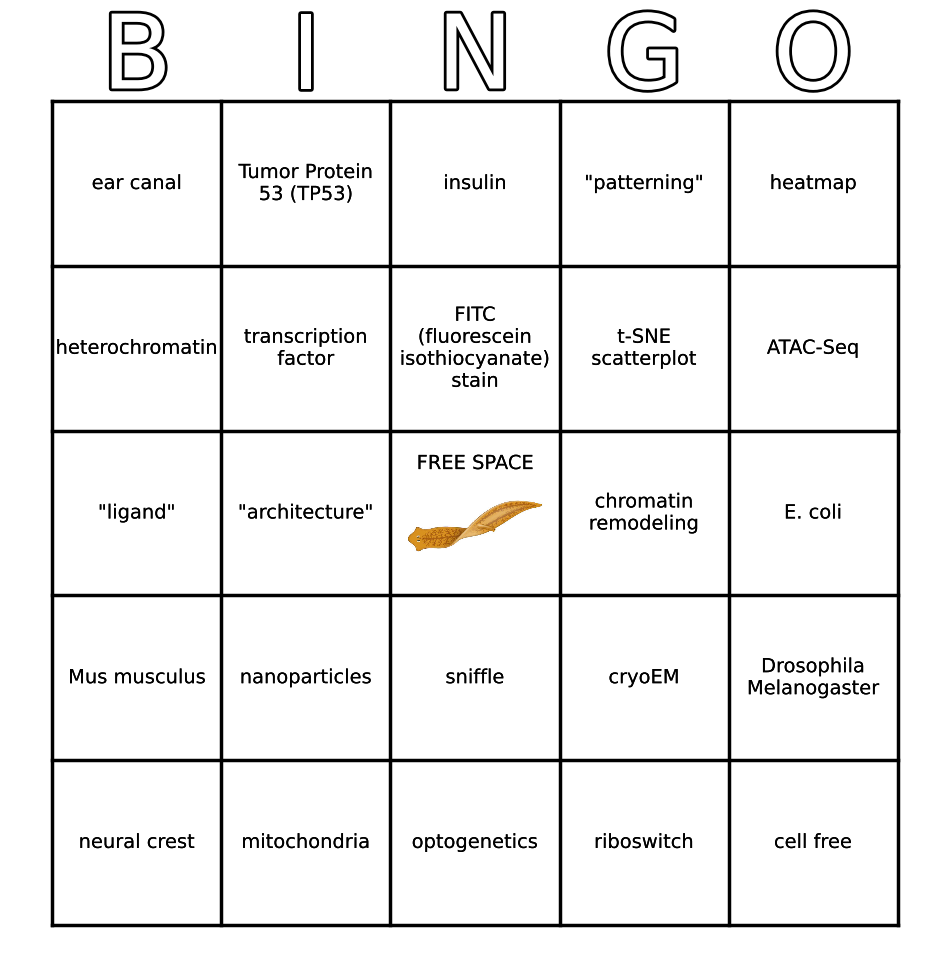 B I N G O
ear canal
Tumor Protein
53 (TP53)
insulin
"patterning"
heatmap
heterochromatin
transcription
factor
FITC
(fluorescein
isothiocyanate)
stain
t-SNE
scatterplot
ATAC-Seq
"ligand"
"architecture"
FREE SPACE
chromatin
remodeling
E. coli
Mus musculus
nanoparticles
sniffle
cryoEM
Drosophila
Melanogaster
neural crest
mitochondria
optogenetics
riboswitch
cell free